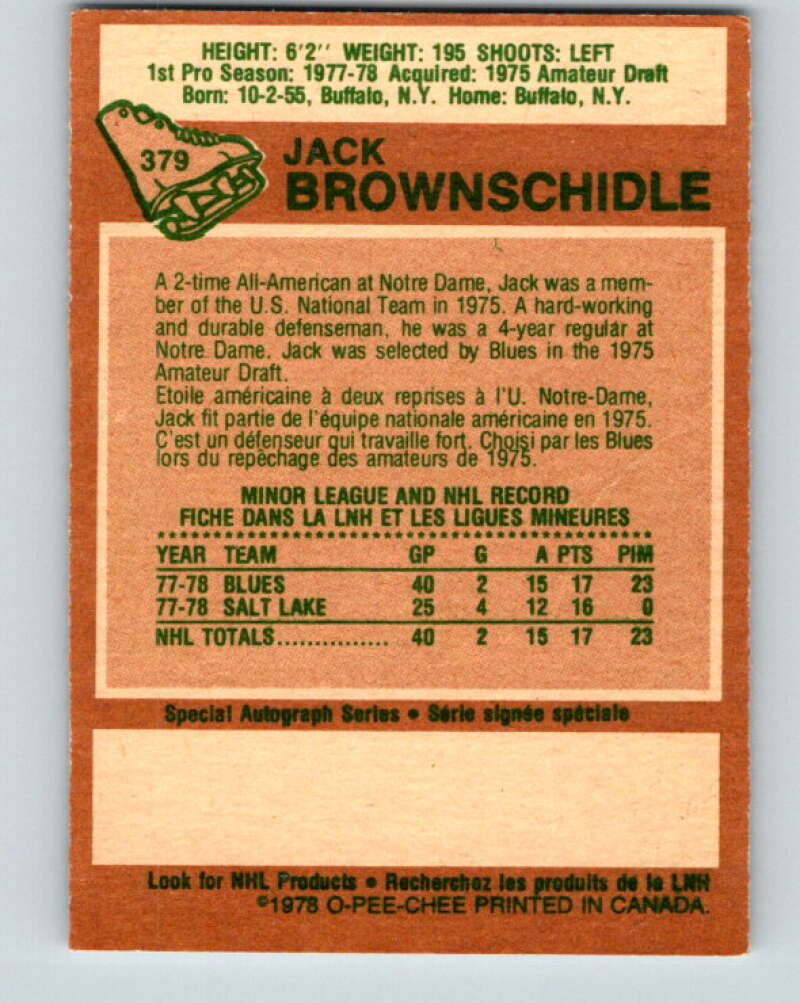 HEIGHT: 6'2'' WEIGHT: 195 SHOOTS: LEFT
1st Pro Season: 1977-78 Acquired: 1975 Amateur Draft
Born: 10-2-55, Buffalo, N.Y. Home: Buffalo, N.Y.
379
JACK
BROWNSCHIDLE
A 2-time All-American at Notre Dame, Jack was a mem-
ber of the U.S. National Team in 1975. A hard-working
and durable defenseman, he was a 4-year regular at
Notre Dame. Jack was selected by Blues in the 1975
Amateur Draft.
Etoile américaine à deux reprises à l'U. Notre-Dame,
Jack fit partie de l'équipe nationale américaine en 1975.
C'est un défenseur qui travaille fort. Choisi par les Blues
lors du repêchage des amateurs de 1975.
MINOR LEAGUE AND NHL RECORD
FICHE DANS LA LNH ET LES LIGUES MINEURES
YEAR TEAM GP G A PTS PIM
77-78 BLUES 40 2 15 17 23
77-78 SALT LAKE 25 4 12 16 0
NHL TOTALS............... 40 2 15 17 23
Special Autograph Series • Série signée spéciale
Look for NHL Products • Recherchez les produits de la LNH
©1978 O-PEE-CHEE PRINTED IN CANADA.